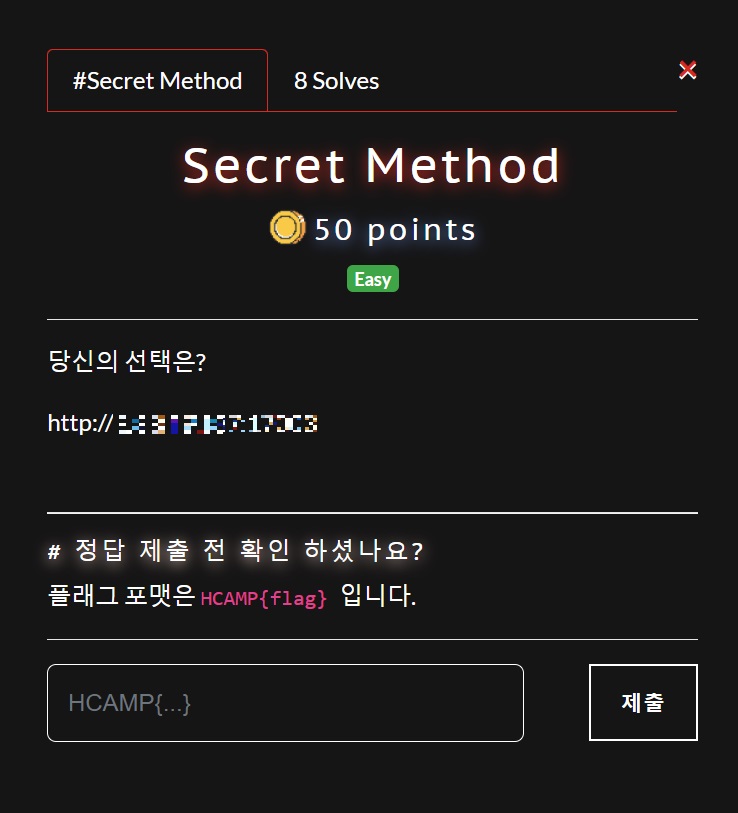 #Secret Method
8 Solves
Secret Method
50 points
Easy
당신의 선택은?
http://
# 정답 제출 전 확인 하셨나요?
플래그 포맷은 HCAMP{flag} 입니다.
HCAMP{...}
제출